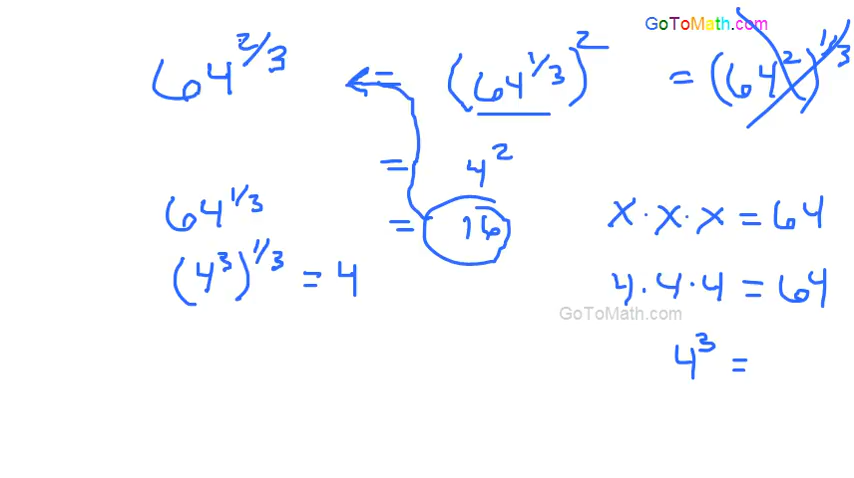 GoToMath.com
64^{2/3} = (64^{1/3})^2 = (64^2)^{1/3}
= 4^2
64^{1/3} = 16 x · x · x = 64
(4^3)^{1/3} = 4 4 · 4 · 4 = 64
GoToMath.com
4^3 =